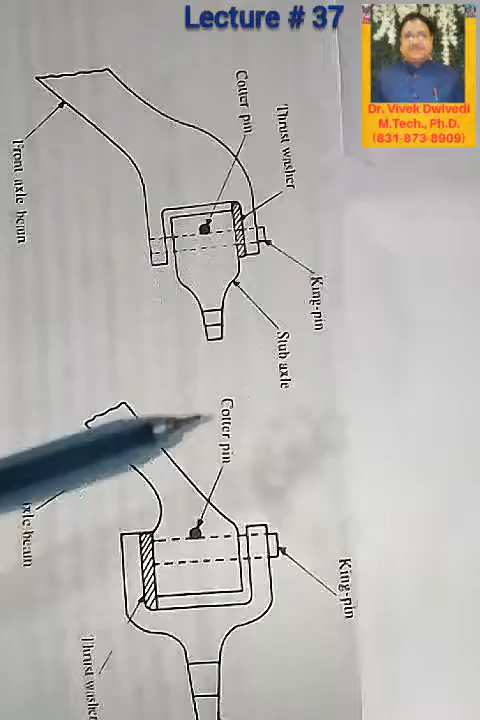 Lecture # 37
Dr. Vivek Dwivedi
M.Tech., Ph.D.
(831-873-8909)
Cotter pin
Thrust washer
Front axle beam
King-pin
Stub axle
Cotter pin
axle beam
King-pin
Thrust washer